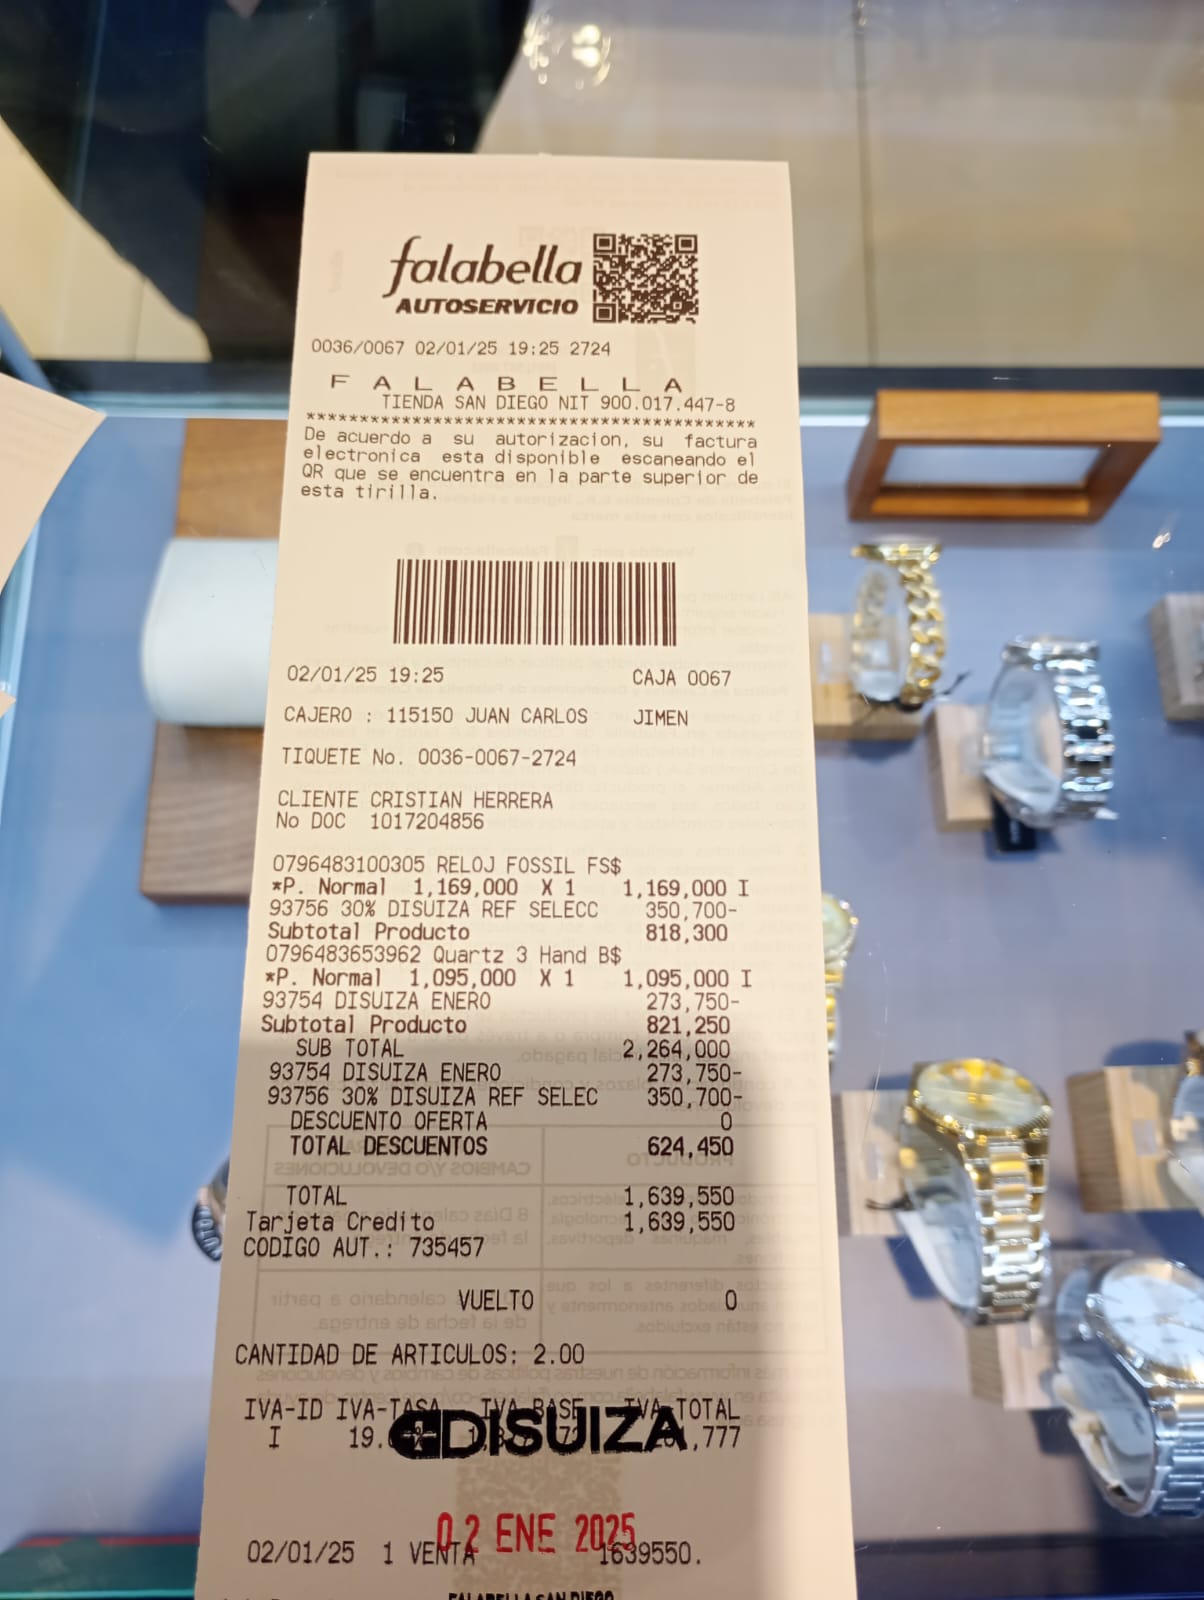 falabella
AUTOSERVICIO
0036/0067 02/01/25 19:25 2724
F A L A B E L L A
TIENDA SAN DIEGO NIT 900.017.447-8
******************************************
De acuerdo a su autorizacion, su factura
electronica esta disponible escaneando el
QR que se encuentra en la parte superior de
esta tirilla.
02/01/25 19:25 CAJA 0067
CAJERO : 115150 JUAN CARLOS JIMEN
TIQUETE No. 0036-0067-2724
CLIENTE CRISTIAN HERRERA
No DOC 1017204856
0796483100305 RELOJ FOSSIL FS$
*P. Normal 1,169,000 X 1 1,169,000 I
93756 30% DISUIZA REF SELECC 350,700-
Subtotal Producto 818,300
0796483653962 Quartz 3 Hand B$
*P. Normal 1,095,000 X 1 1,095,000 I
93754 DISUIZA ENERO 273,750-
Subtotal Producto 821,250
SUB TOTAL 2,264,000
93754 DISUIZA ENERO 273,750-
93756 30% DISUIZA REF SELEC 350,700-
DESCUENTO OFERTA 0
TOTAL DESCUENTOS 624,450
TOTAL 1,639,550
Tarjeta Credito 1,639,550
CODIGO AUT.: 735457
VUELTO 0
CANTIDAD DE ARTICULOS: 2.00
IVA-ID IVA-TASA IVA BASE IVA-TOTAL
I
DISUIZA
02 ENE 2025
02/01/25 1 VENTA 1639550.
FALABELLA SAN DIEGO